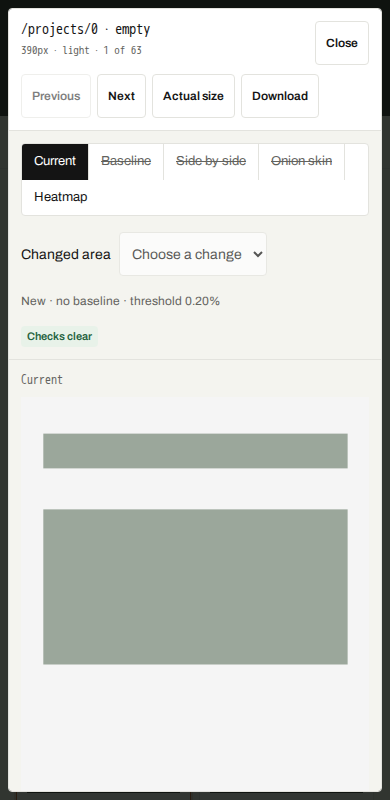 /projects/0 · empty
390px · light · 1 of 63
Close
Previous
Next
Actual size
Download
Current
Baseline
Side by side
Onion skin
Heatmap
Changed area
Choose a change
New · no baseline · threshold 0.20%
Checks clear
Current